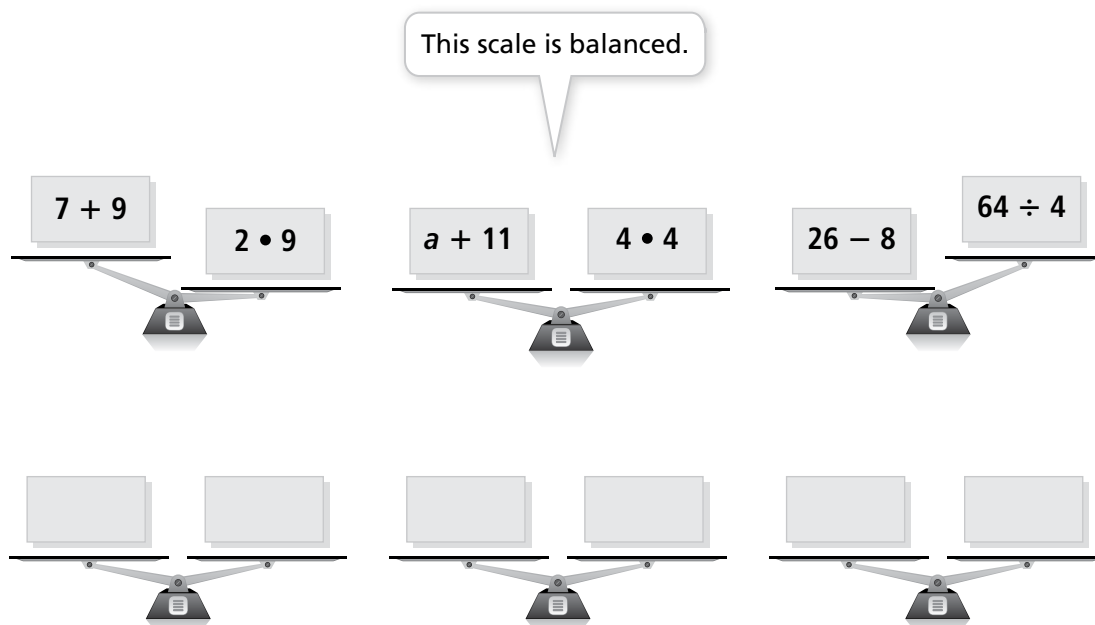 This scale is balanced.
7 + 9
2 • 9
a + 11
4 • 4
26 − 8
64 ÷ 4